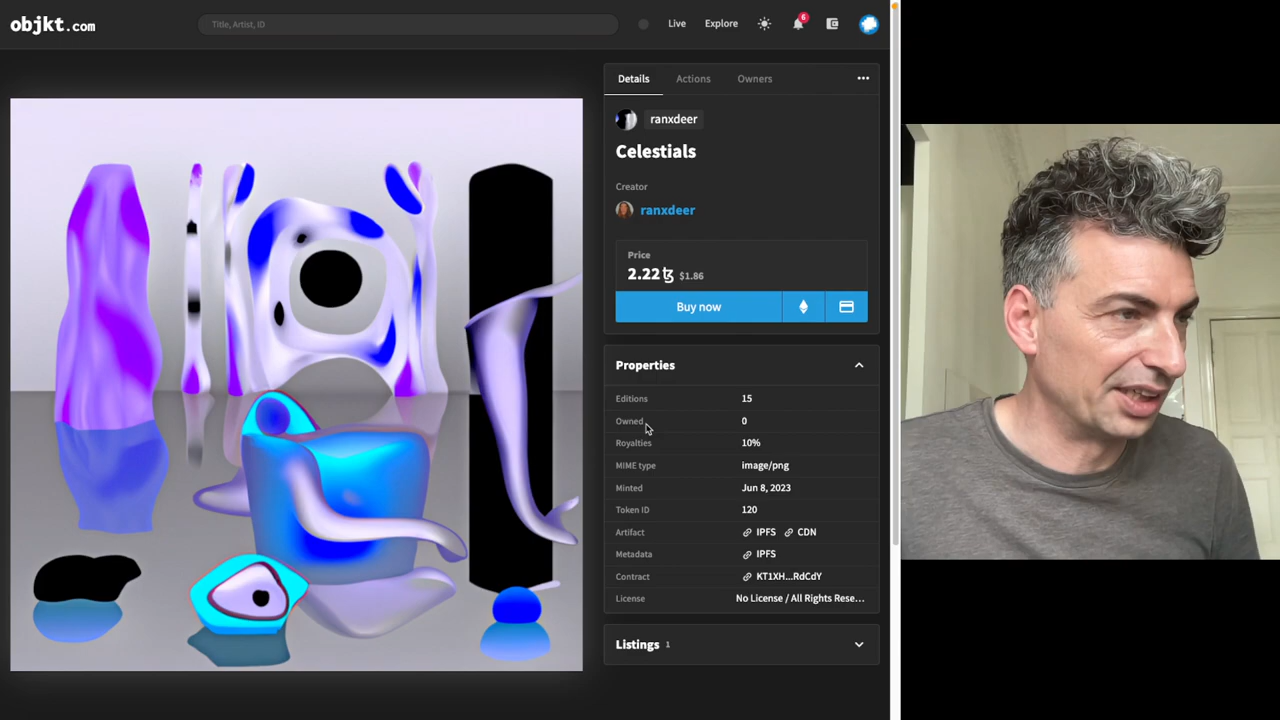 objkt.com
Title, Artist, ID
Live
Explore
6
Details
Actions
Owners
ranxdeer
Celestials
Creator
ranxdeer
Price
2.22 ꜩ $1.86
Buy now
Properties
Editions 15
Owned 0
Royalties 10%
MIME type image/png
Minted Jun 8, 2023
Token ID 120
Artifact IPFS CDN
Metadata IPFS
Contract KT1XH...RdCdY
License No License / All Rights Rese...
Listings 1